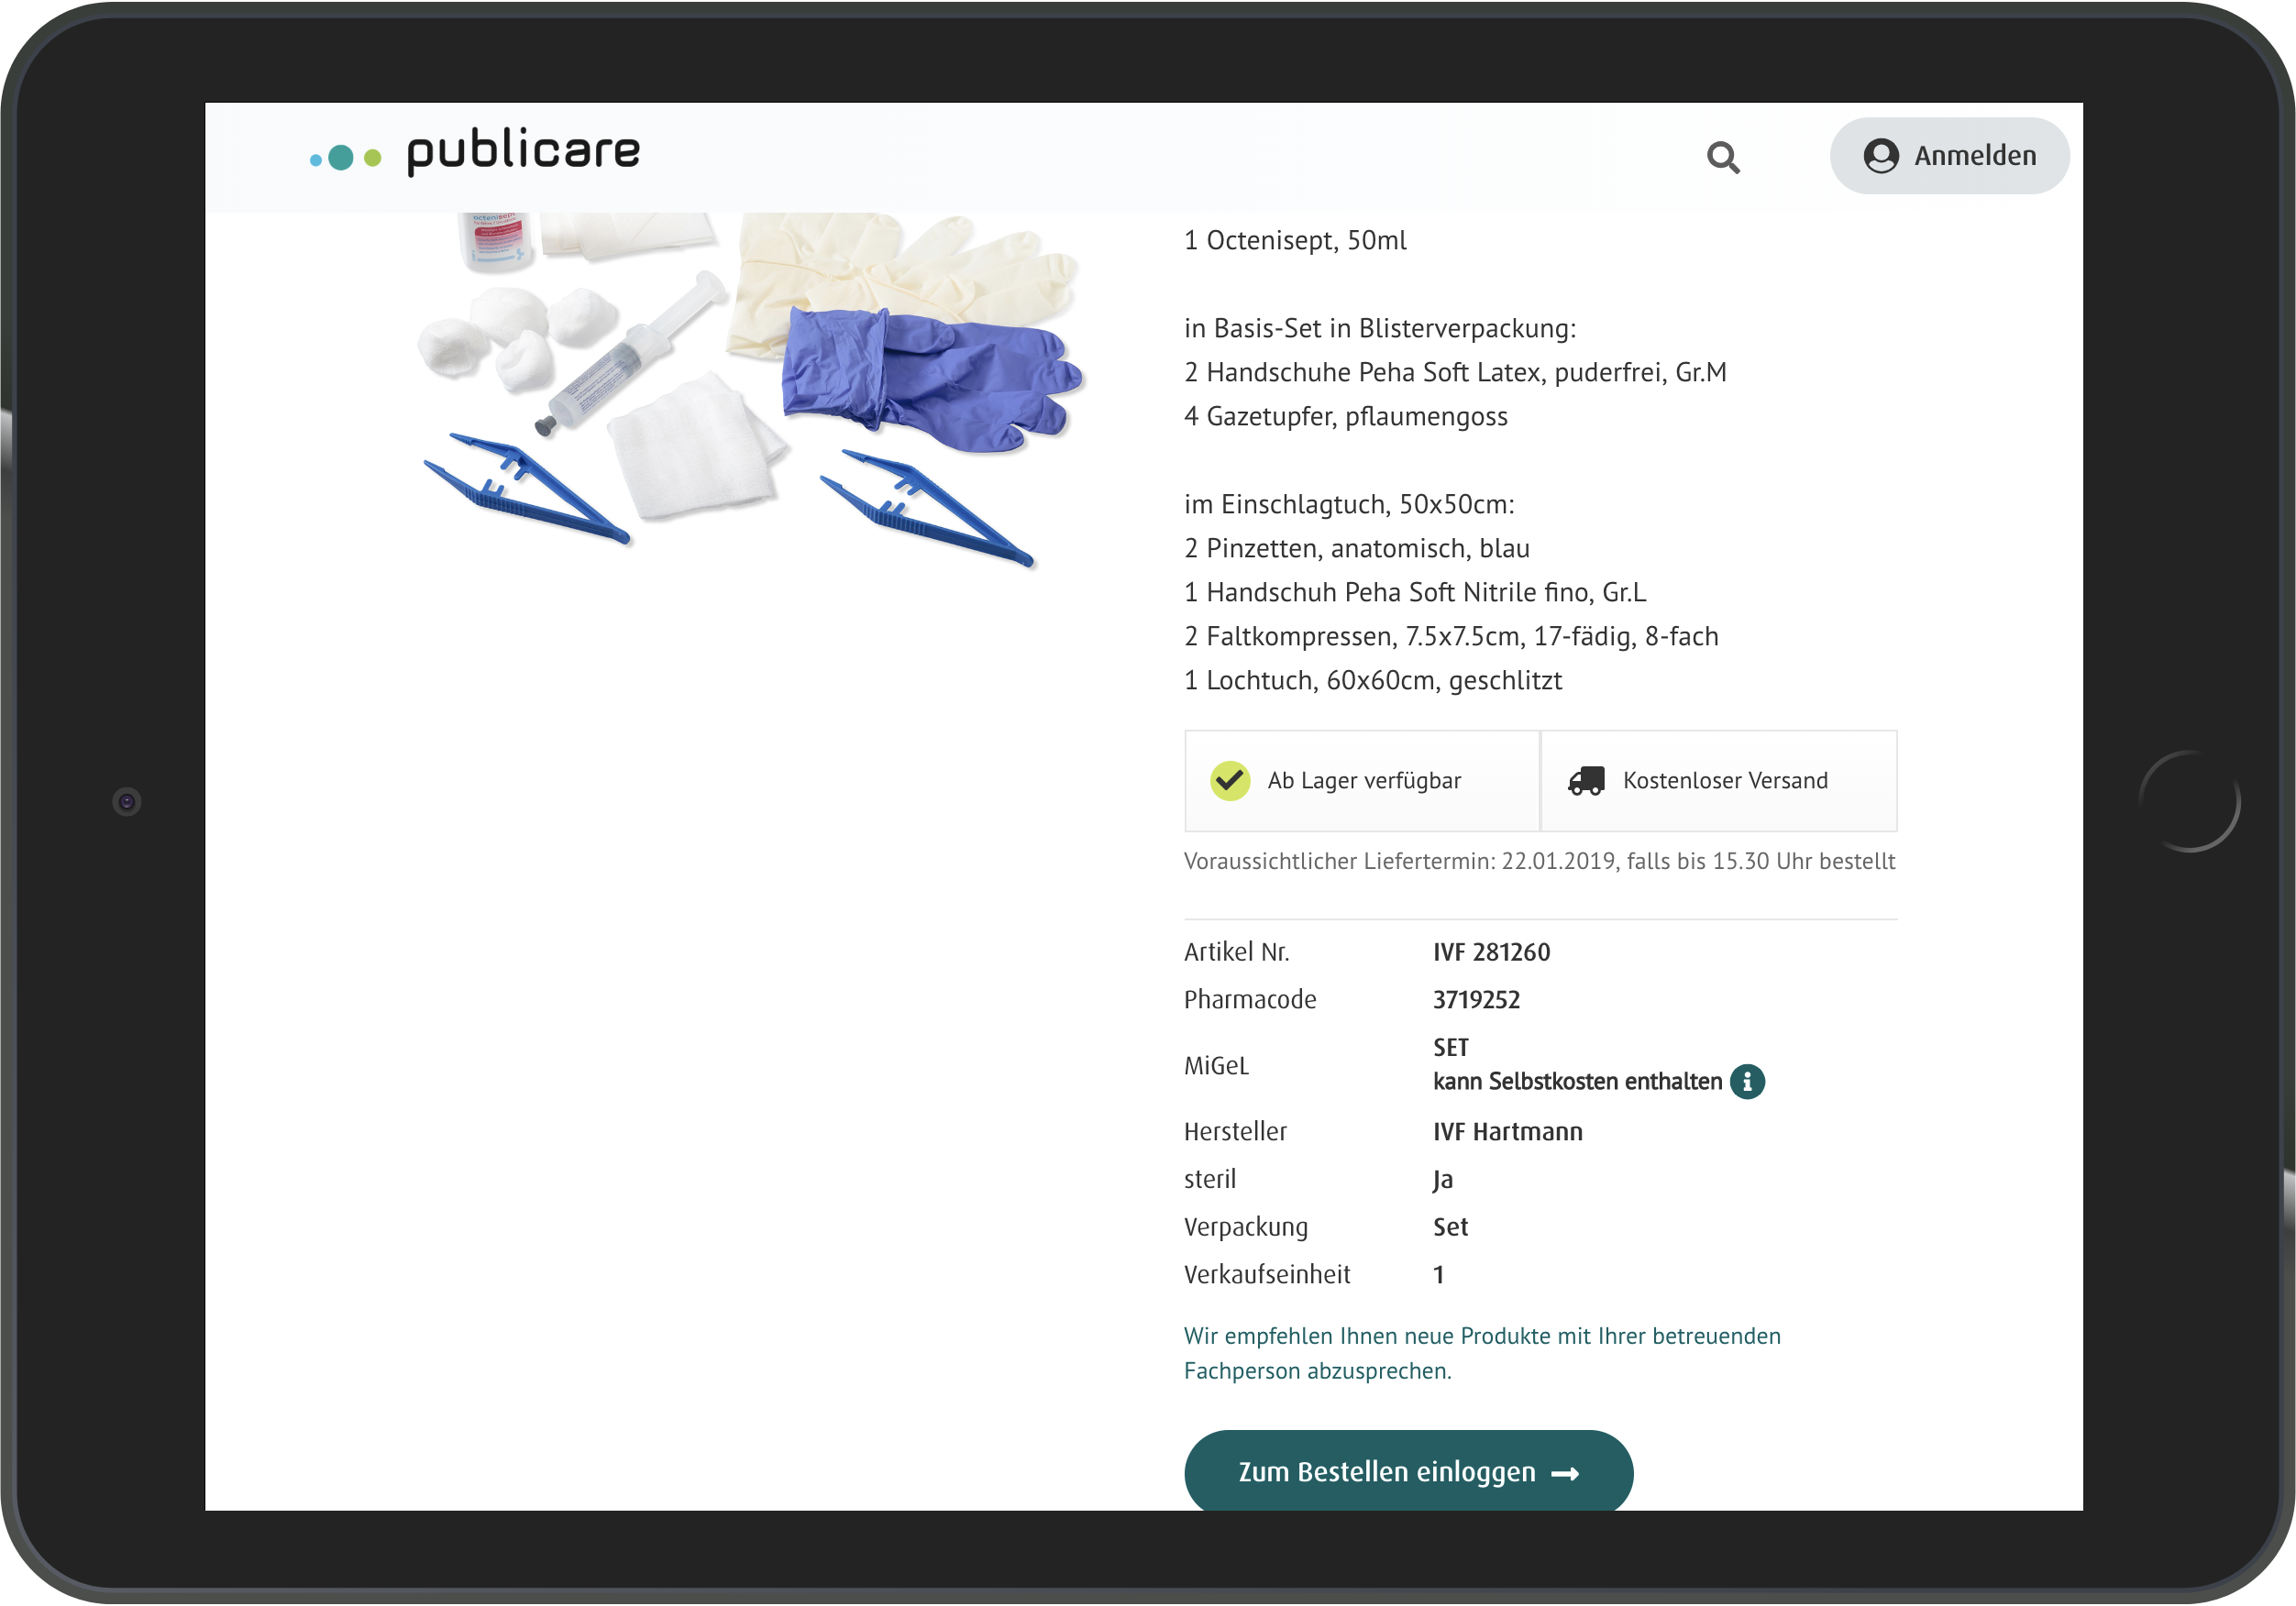 publicare
Anmelden
octenisept
1 Octenisept, 50ml
in Basis-Set in Blisterverpackung:
2 Handschuhe Peha Soft Latex, puderfrei, Gr.M
4 Gazetupfer, pflaumengoss
im Einschlagtuch, 50x50cm:
2 Pinzetten, anatomisch, blau
1 Handschuh Peha Soft Nitrile fino, Gr.L
2 Faltkompressen, 7.5x7.5cm, 17-fädig, 8-fach
1 Lochtuch, 60x60cm, geschlitzt
Ab Lager verfügbar
Kostenloser Versand
Voraussichtlicher Liefertermin: 22.01.2019, falls bis 15.30 Uhr bestellt
Artikel Nr. IVF 281260
Pharmacode 3719252
MiGeL SET
kann Selbstkosten enthalten
Hersteller IVF Hartmann
steril Ja
Verpackung Set
Verkaufseinheit 1
Wir empfehlen Ihnen neue Produkte mit Ihrer betreuenden
Fachperson abzusprechen.
Zum Bestellen einloggen